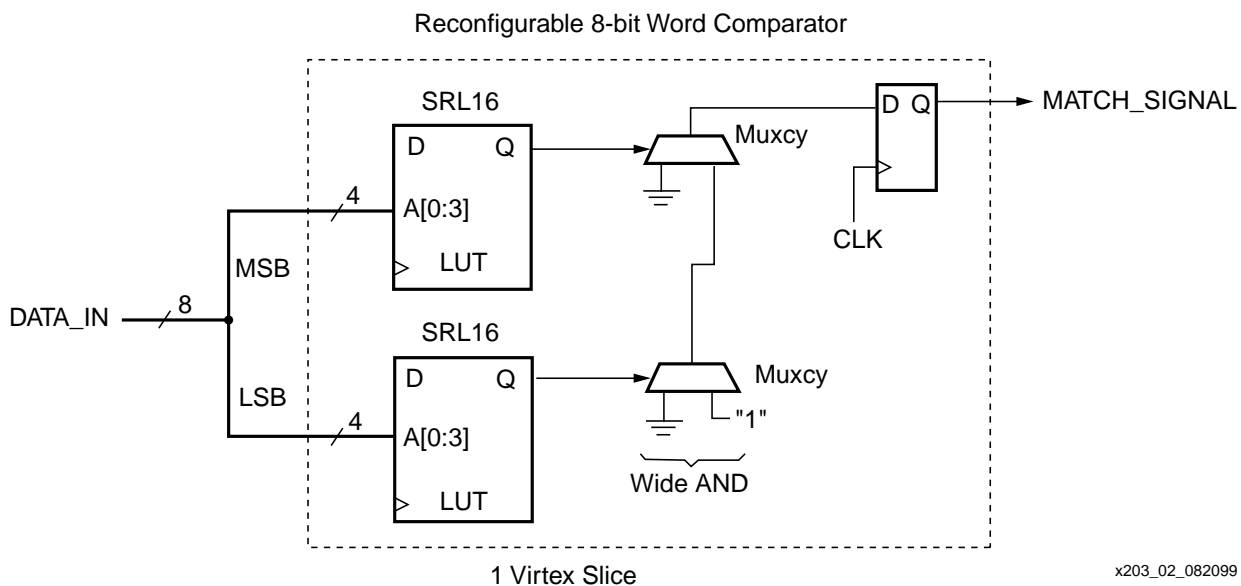 Reconfigurable 8-bit Word Comparator
SRL16
D Q
Muxcy
D Q
MATCH_SIGNAL
4
A[0:3]
CLK
MSB
LUT
DATA_IN
8
SRL16
D Q
Muxcy
LSB
"1"
4
A[0:3]
Wide AND
LUT
1 Virtex Slice
x203_02_082099